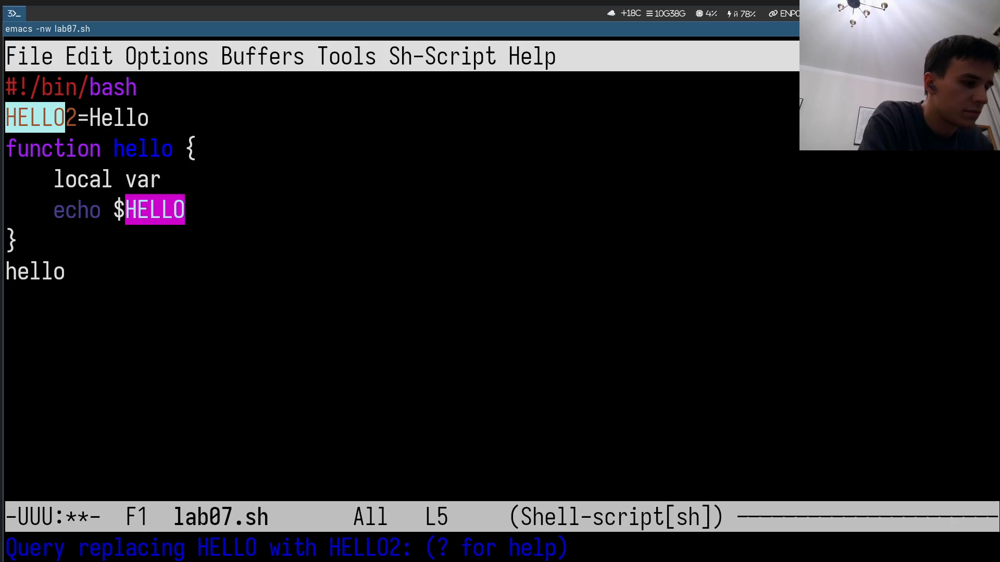 3>_
+18C 10G38G 4% й 78%
emacs -nw lab07.sh
File Edit Options Buffers Tools Sh-Script Help
#!/bin/bash
HELLO2=Hello
function hello {
    local var
    echo $HELLO
}
hello
-UUU:**-  F1  lab07.sh       All   L5     (Shell-script[sh])
Query replacing HELLO with HELLO2: (? for help)